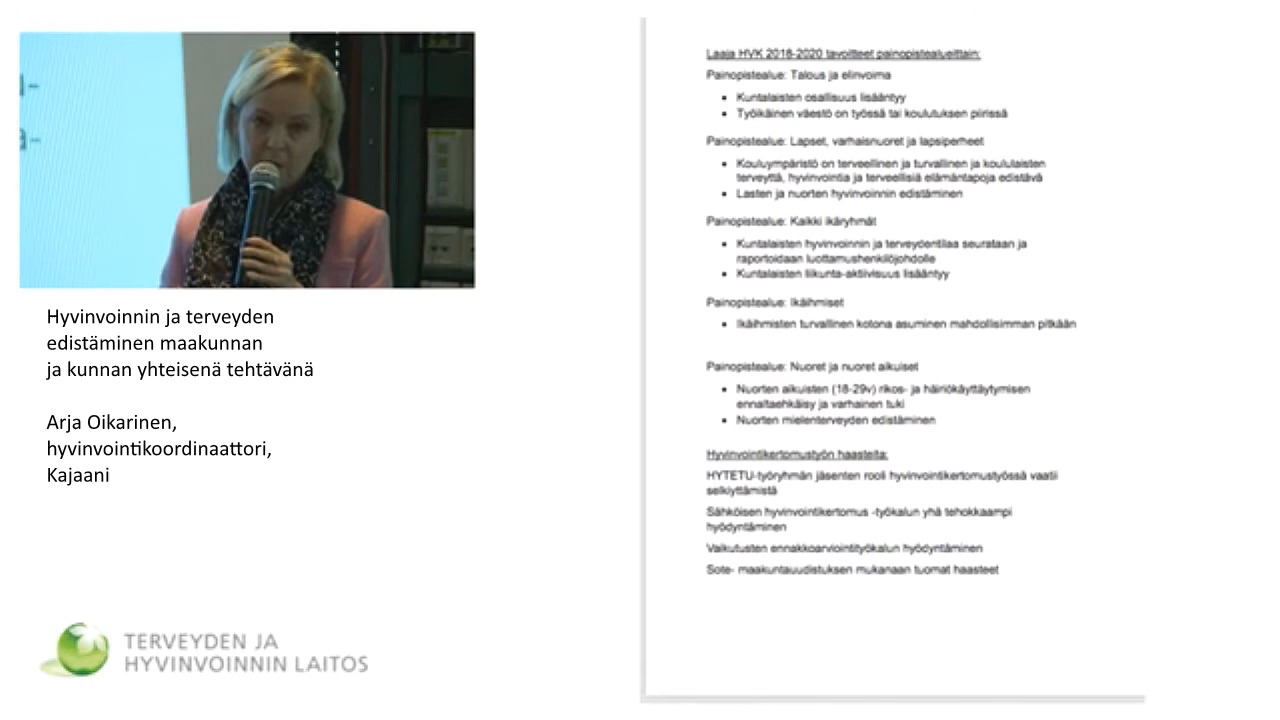 Hyvinvoinnin ja terveyden
edistäminen maakunnan
ja kunnan yhteisenä tehtävänä
Arja Oikarinen,
hyvinvointikoordinaattori,
Kajaani
TERVEYDEN JA
HYVINVOINNIN LAITOS
Laaja HVK 2018-2020 tavoitteet painopistealueittain:
Painopistealue: Talous ja elinvoima
• Kuntalaisten osallisuus lisääntyy
• Työikäinen väestö on työssä tai koulutuksen piirissä
Painopistealue: Lapset, varhaisnuoret ja lapsiperheet
• Kouluympäristö on terveellinen ja turvallinen ja koululaisten
terveyttä, hyvinvointia ja terveellisiä elämäntapoja edistävä
• Lasten ja nuorten hyvinvoinnin edistäminen
Painopistealue: Kaikki ikäryhmät
• Kuntalaisten hyvinvoinnin ja terveydentilaa seurataan ja
raportoidaan luottamushenkilöjohdolle
• Kuntalaisten liikunta-aktiivisuus lisääntyy
Painopistealue: Ikäihmiset
• Ikäihmisten turvallinen kotona asuminen mahdollisimman pitkään
Painopistealue: Nuoret ja nuoret aikuiset
• Nuorten aikuisten (18-29v) rikos- ja häiriökäyttäytymisen
ennaltaehkäisy ja varhainen tuki
• Nuorten mielenterveyden edistäminen
Hyvinvointikertomustyön haasteita:
HYTETU-työryhmän jäsenten rooli hyvinvointikertomustyössä vaatii
selkiyttämistä
Sähköisen hyvinvointikertomus -työkalun yhä tehokkaampi
hyödyntäminen
Vaikutusten ennakkoarviointityökalun hyödyntäminen
Sote- maakuntauudistuksen mukanaan tuomat haasteet